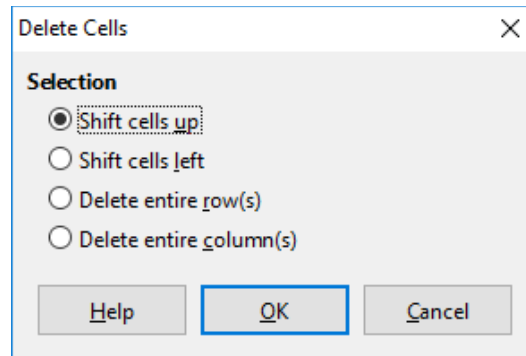 Delete Cells
Selection
Shift cells up
Shift cells left
Delete entire row(s)
Delete entire column(s)
Help OK Cancel